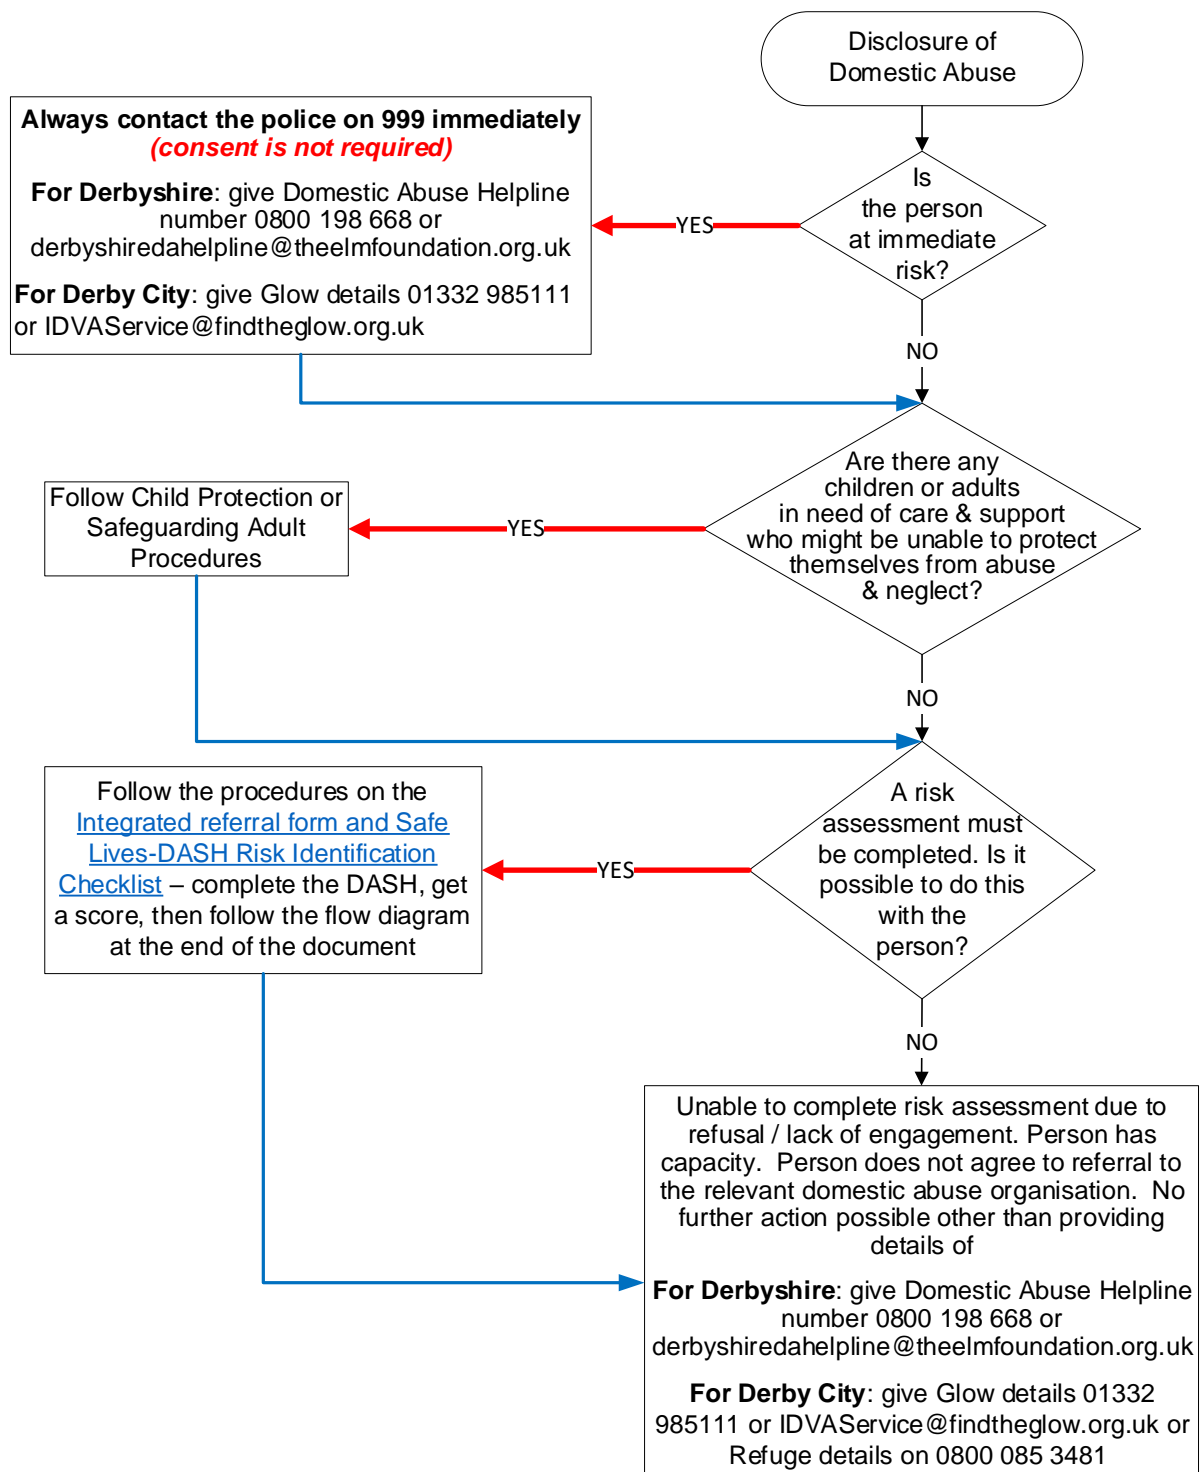 Disclosure of
Domestic Abuse
Always contact the police on 999 immediately
(consent is not required)
For Derbyshire: give Domestic Abuse Helpline
number 0800 198 668 or
derbyshiredahelpline@theelmfoundation.org.uk
For Derby City: give Glow details 01332 985111
or IDVAService@findtheglow.org.uk
YES
Is
the person
at immediate
risk?
NO
Follow Child Protection or
Safeguarding Adult
Procedures
YES
Are there any
children or adults
in need of care & support
who might be unable to protect
themselves from abuse
& neglect?
NO
Follow the procedures on the
Integrated referral form and Safe
Lives-DASH Risk Identification
Checklist – complete the DASH, get
a score, then follow the flow diagram
at the end of the document
YES
A risk
assessment must
be completed. Is it
possible to do this
with the
person?
NO
Unable to complete risk assessment due to
refusal / lack of engagement. Person has
capacity.  Person does not agree to referral to
the relevant domestic abuse organisation.  No
further action possible other than providing
details of
For Derbyshire: give Domestic Abuse Helpline
number 0800 198 668 or
derbyshiredahelpline@theelmfoundation.org.uk
For Derby City: give Glow details 01332
985111 or IDVAService@findtheglow.org.uk or
Refuge details on 0800 085 3481